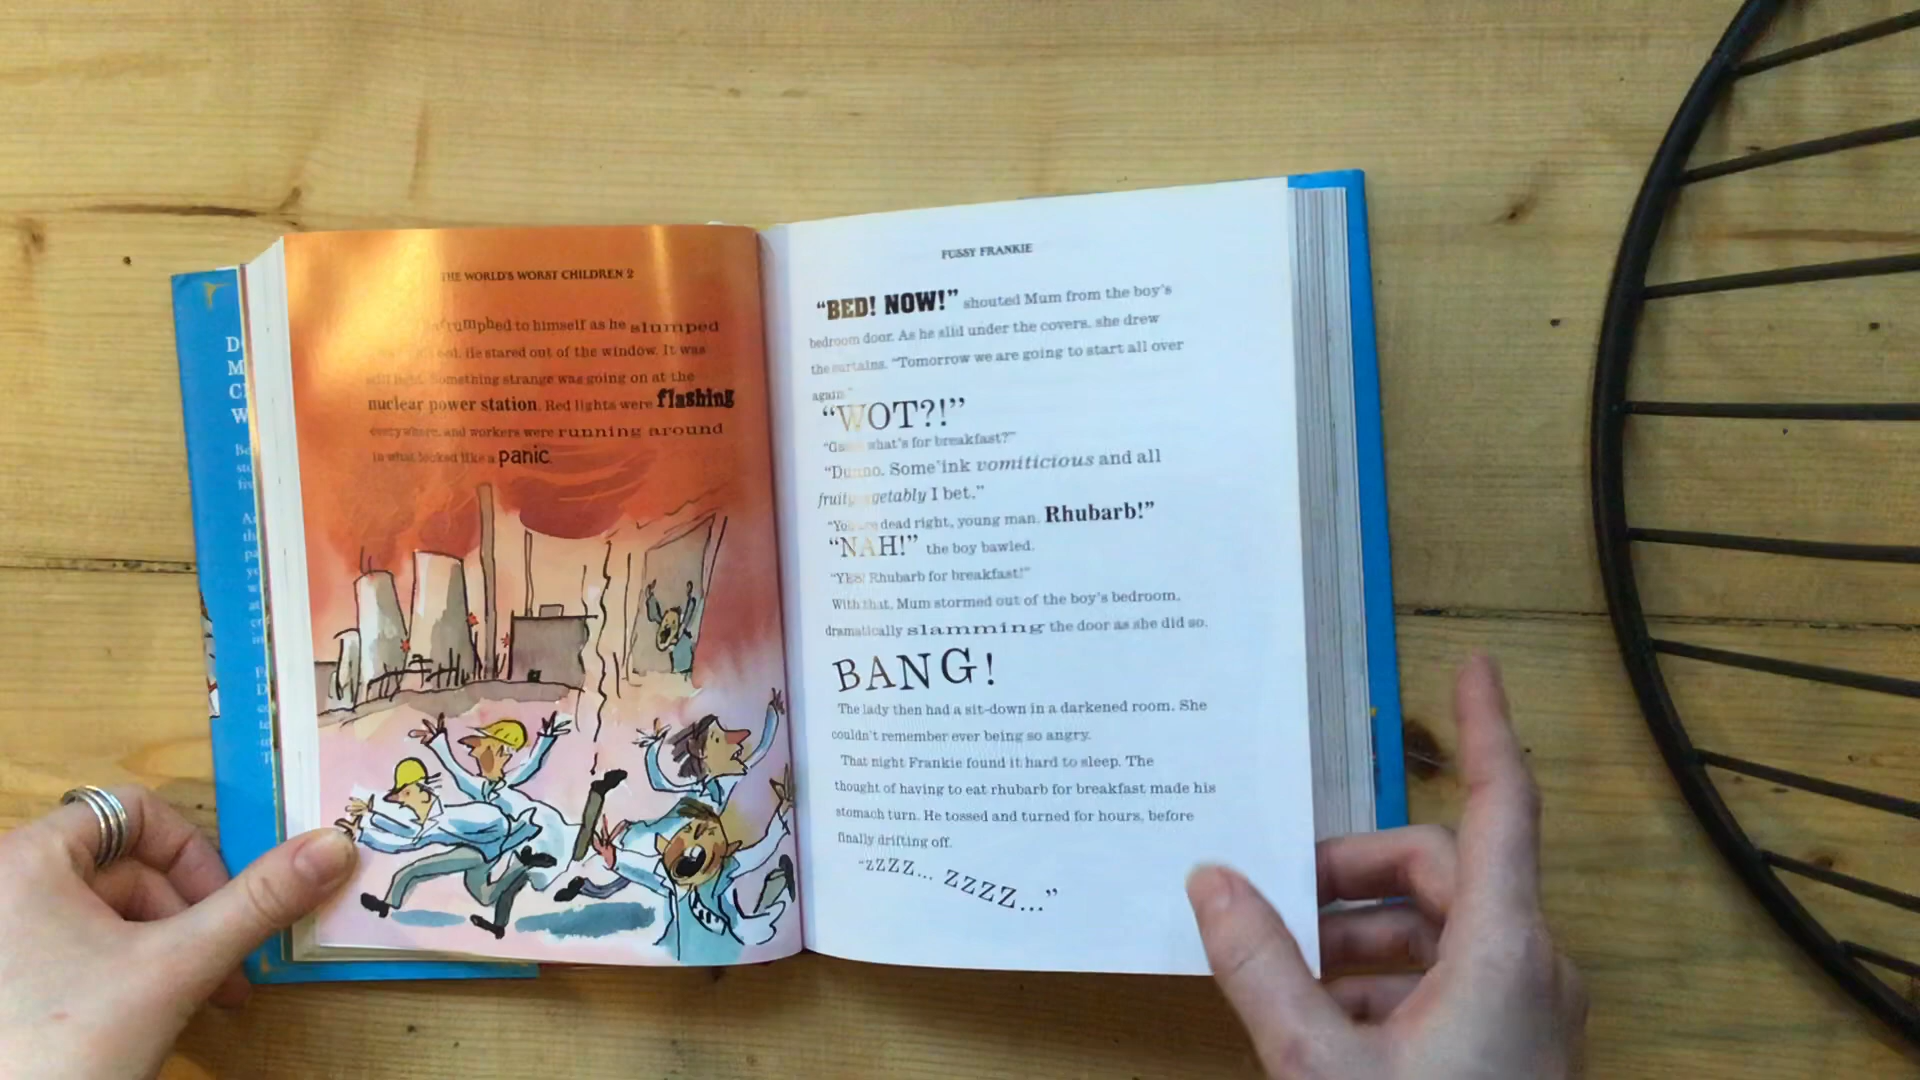 THE WORLD'S WORST CHILDREN 2
to himself as he slumped
He stared out of the window. It was
Something strange was going on at the
nuclear power station. Red lights were flashing
everywhere, and workers were running around
in what looked like a panic.
FUSSY FRANKIE
“BED! NOW!” shouted Mum from the boy's
bedroom door. As he slid under the covers, she drew
the curtains. “Tomorrow we are going to start all over
again.”
“WOT?!”
what's for breakfast?”
“Dunno. Some'ink vomiticious and all
I bet.”
“You are dead right, young man. Rhubarb!”
“NAH!” the boy bawled.
“YES! Rhubarb for breakfast!”
With that, Mum stormed out of the boy's bedroom,
dramatically slamming the door as she did so.
BANG!
The lady then had a sit-down in a darkened room. She
couldn't remember ever being so angry.
That night Frankie found it hard to sleep. The
thought of having to eat rhubarb for breakfast made his
stomach turn. He tossed and turned for hours, before
finally drifting off.
“zZZZ... ZZZZ...”